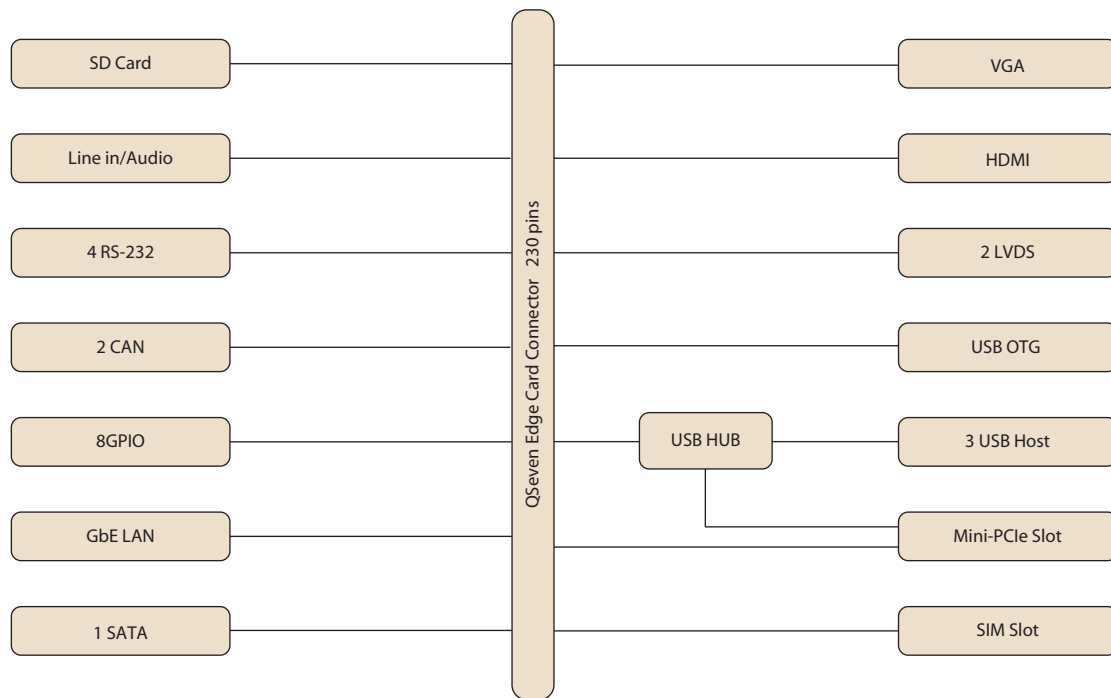 SD Card
Line in/Audio
4 RS-232
2 CAN
8GPIO
GbE LAN
1 SATA
QSeven Edge Card Connector 230 pins
USB HUB
VGA
HDMI
2 LVDS
USB OTG
3 USB Host
Mini-PCIe Slot
SIM Slot